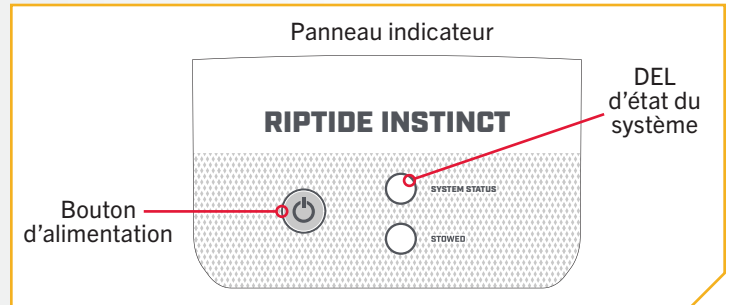 Panneau indicateur
DEL
d'état du
système
RIPTIDE INSTINCT
SYSTEM STATUS
Bouton
d'alimentation
STOWED